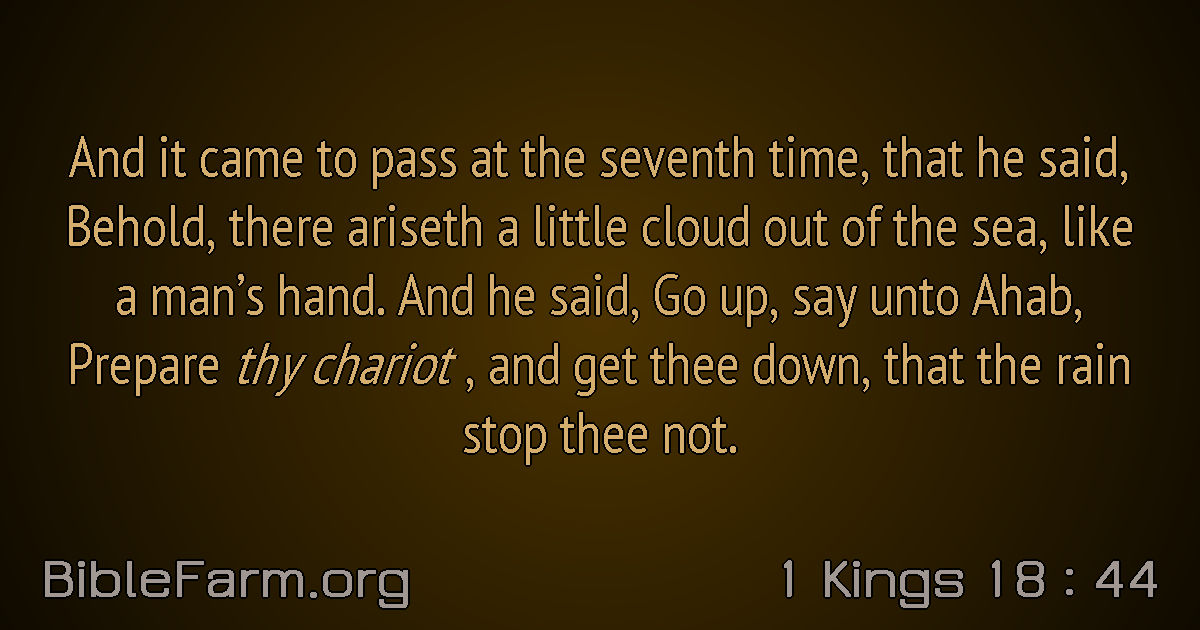 And it came to pass at the seventh time, that he said,
Behold, there ariseth a little cloud out of the sea, like
a man’s hand. And he said, Go up, say unto Ahab,
Prepare thy chariot , and get thee down, that the rain
stop thee not.
BibleFarm.org
1 Kings 18 : 44